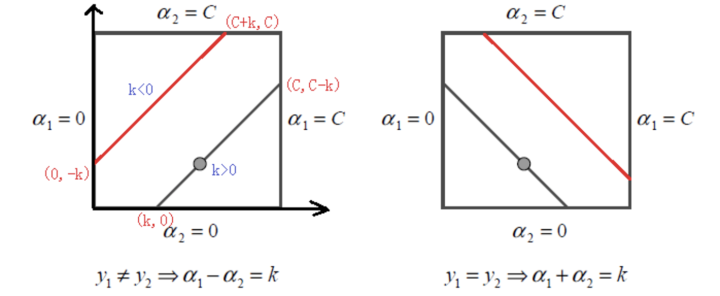 α₂ = C
(C+k, C)
k<0
(C, C-k)
α₁ = 0
α₁ = C
(0, -k)
k>0
(k, 0)
α₂ = 0
y₁ ≠ y₂ ⇒ α₁ − α₂ = k
α₂ = C
α₁ = 0
α₁ = C
α₂ = 0
y₁ = y₂ ⇒ α₁ + α₂ = k